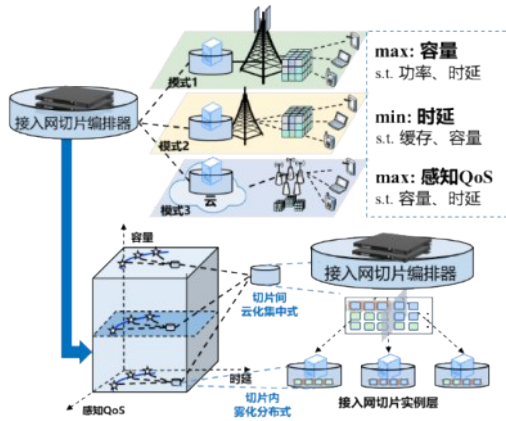 max: 容量
s.t. 功率、时延
模式1
接入网切片编排器
min: 时延
s.t. 缓存、容量
模式2
max: 感知QoS
s.t. 容量、时延
云
模式3
容量
接入网切片编排器
切片间
云化集中式
时延
切片内
雾化分布式
感知QoS
接入网切片实例层